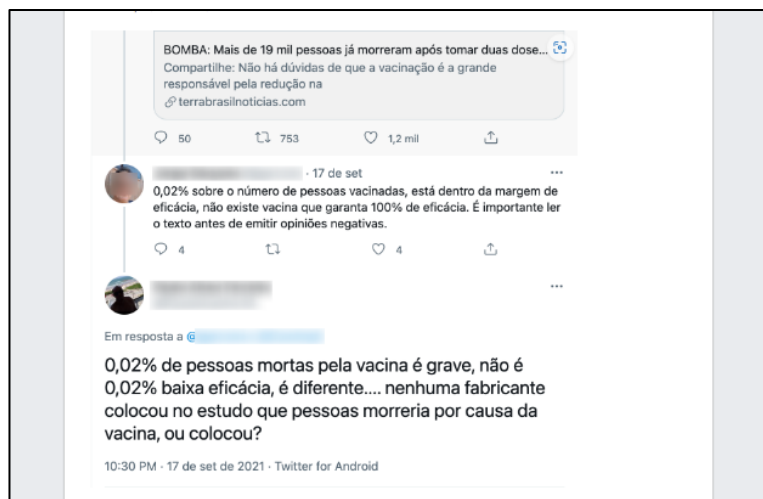 BOMBA: Mais de 19 mil pessoas já morreram após tomar duas dose...
Compartilhe: Não há dúvidas de que a vacinação é a grande
responsável pela redução na
terrabrasilnoticias.com
50 753 1,2 mil
· 17 de set
0,02% sobre o número de pessoas vacinadas, está dentro da margem de
eficácia, não existe vacina que garanta 100% de eficácia. É importante ler
o texto antes de emitir opiniões negativas.
4 4
Em resposta a @
0,02% de pessoas mortas pela vacina é grave, não é
0,02% baixa eficácia, é diferente.... nenhuma fabricante
colocou no estudo que pessoas morreria por causa da
vacina, ou colocou?
10:30 PM · 17 de set de 2021 · Twitter for Android